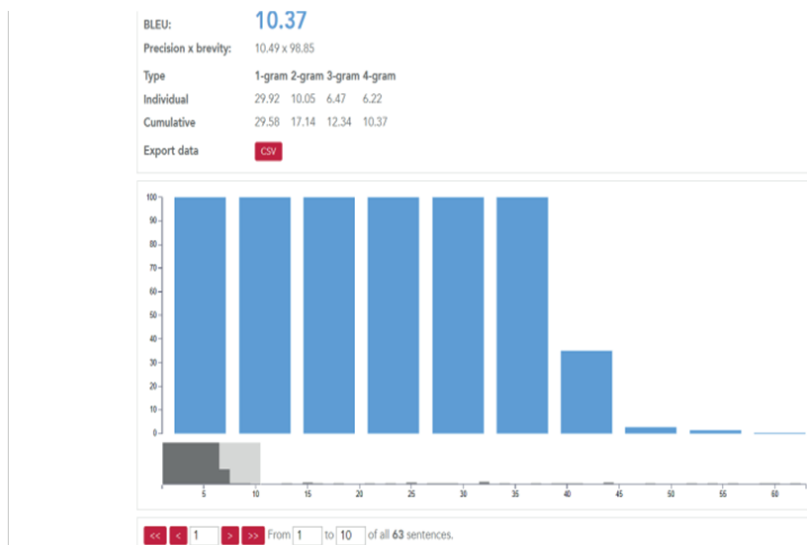 BLEU: 10.37
Precision x brevity: 10.49 x 98.85
Type 1-gram 2-gram 3-gram 4-gram
Individual 29.92 10.05 6.47 6.22
Cumulative 29.58 17.14 12.34 10.37
Export data CSV
100
90
80
70
60
50
40
30
20
10
0
5 10 15 20 25 30 35 40 45 50 55 60
<< < 1 > >> From 1 to 10 of all 63 sentences.